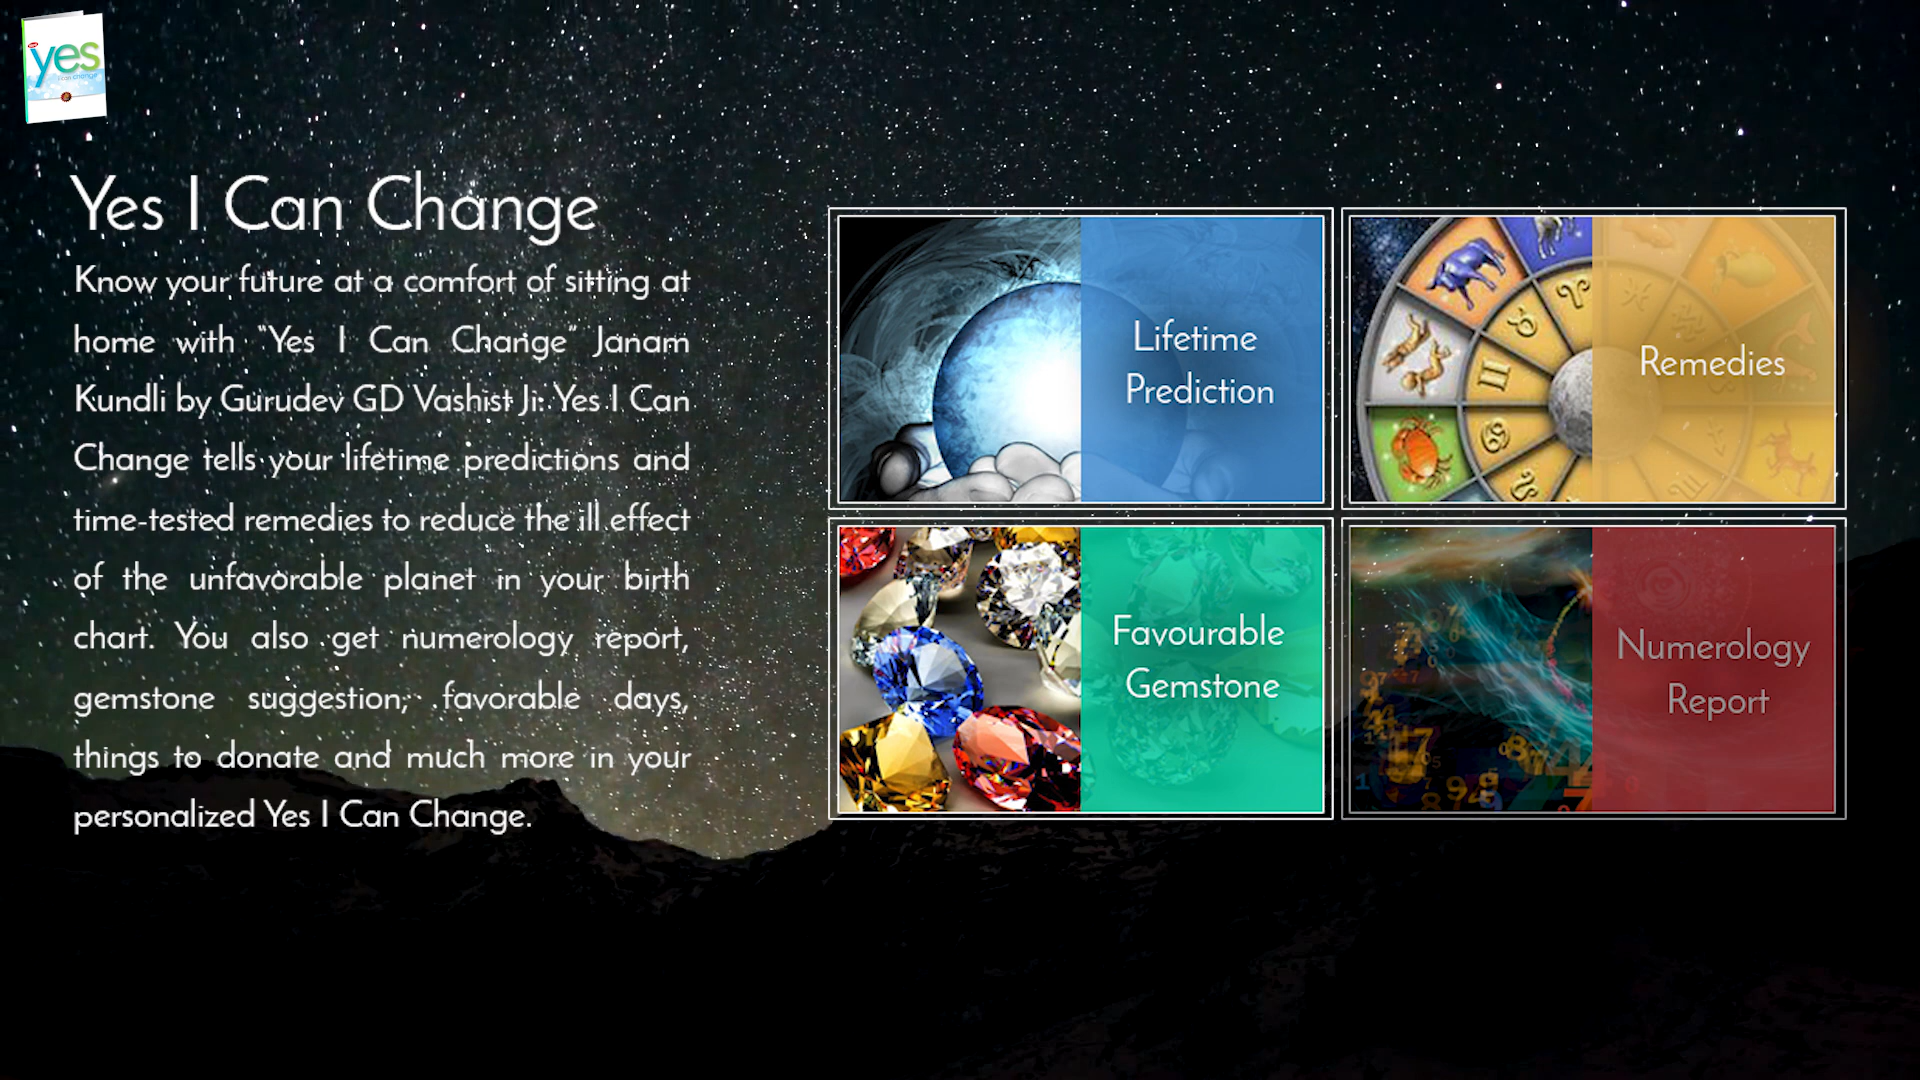 yes
I can change
Yes I Can Change
Know your future at a comfort of sitting at
home with "Yes I Can Change" Janam
Kundli by Gurudev GD Vashist Ji. Yes I Can
Change tells your lifetime predictions and
time-tested remedies to reduce the ill effect
of the unfavorable planet in your birth
chart. You also get numerology report,
gemstone suggestion, favorable days,
things to donate and much more in your
personalized Yes I Can Change.
Lifetime
Prediction
Remedies
Favourable
Gemstone
Numerology
Report